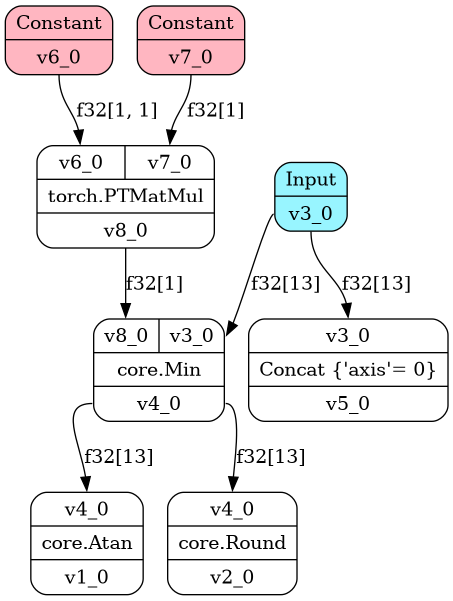 Constant
v6_0
Constant
v7_0
f32[1, 1]
f32[1]
v6_0 v7_0
torch.PTMatMul
v8_0
Input
v3_0
f32[1]
f32[13]
f32[13]
v8_0 v3_0
core.Min
v4_0
v3_0
Concat {'axis'= 0}
v5_0
f32[13]
f32[13]
v4_0
core.Atan
v1_0
v4_0
core.Round
v2_0